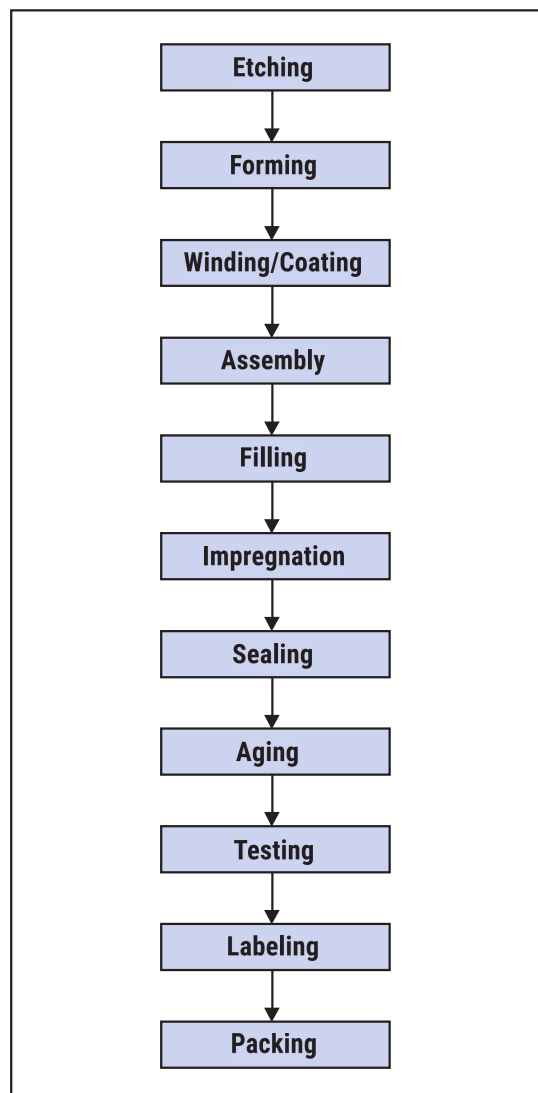 Etching
Forming
Winding/Coating
Assembly
Filling
Impregnation
Sealing
Aging
Testing
Labeling
Packing